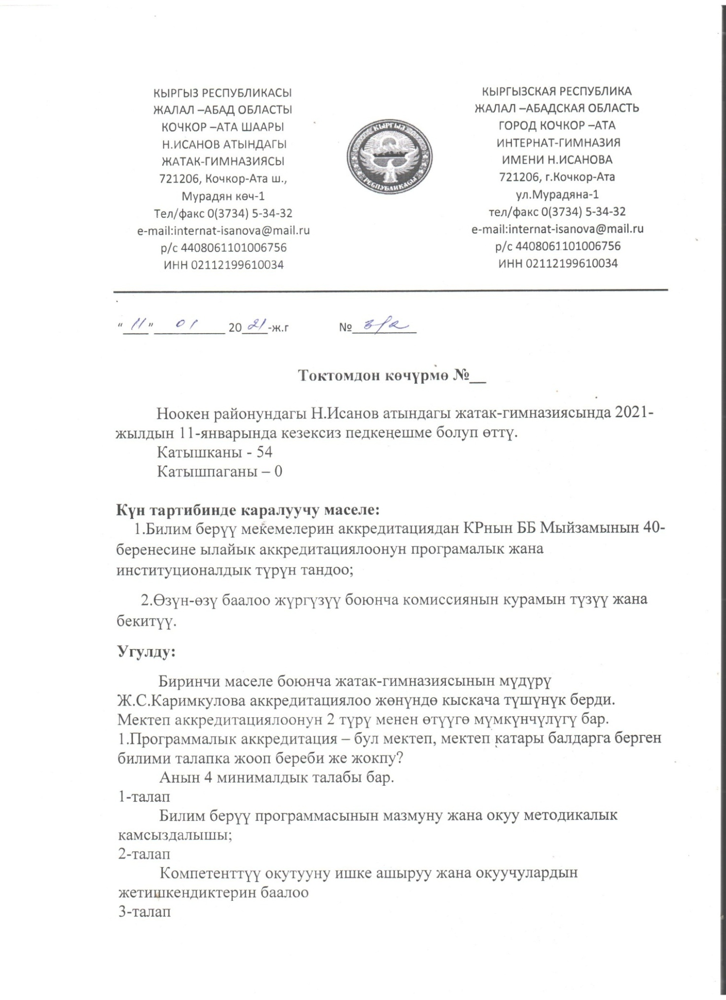 КЫРГЫЗ РЕСПУБЛИКАСЫ
ЖАЛАЛ –АБАД ОБЛАСТЫ
КОЧКОР –АТА ШААРЫ
Н.ИСАНОВ АТЫНДАГЫ
ЖАТАК-ГИМНАЗИЯСЫ
721206, Кочкор-Ата ш.,
Мурадян көч-1
Тел/факс 0(3734) 5-34-32
e-mail:internat-isanova@mail.ru
р/с 4408061101006756
ИНН 02112199610034
КЫРГЫЗ
РЕСПУБЛИКАСЫ
КЫРГЫЗСКАЯ РЕСПУБЛИКА
ЖАЛАЛ –АБАДСКАЯ ОБЛАСТЬ
ГОРОД КОЧКОР –АТА
ИНТЕРНАТ-ГИМНАЗИЯ
ИМЕНИ Н.ИСАНОВА
721206, г.Кочкор-Ата
ул.Мурадяна-1
тел/факс 0(3734) 5-34-32
e-mail:internat-isanova@mail.ru
р/с 4408061101006756
ИНН 02112199610034
“ 11 ” 01 20 21 -ж.г №
Токтомдон көчүрмө №__
Ноокен районундагы Н.Исанов атындагы жатак-гимназиясында 2021-
жылдын 11-январында кезексиз педкеңешме болуп өттү.
Катышканы - 54
Катышпаганы – 0
Күн тартибинде каралуучу маселе:
1.Билим берүү мекемелерин аккредитациядан КРнын ББ Мыйзамынын 40-
беренесине ылайык аккредитациялоонун програмалык жана
институционалдык түрүн тандоо;
2.Өзүн-өзү баалоо жүргүзүү боюнча комиссиянын курамын түзүү жана
бекитүү.
Угулду:
Биринчи маселе боюнча жатак-гимназиясынын мүдүрү
Ж.С.Каримкулова аккредитациялоо жөнүндө кыскача түшүнүк берди.
Мектеп аккредитациялоонун 2 түрү менен өтүүгө мүмкүнчүлүгү бар.
1.Программалык аккредитация – бул мектеп, мектеп катары балдарга берген
билими талапка жооп береби же жокпу?
Анын 4 минималдык талабы бар.
1-талап
Билим берүү программасынын мазмуну жана окуу методикалык
камсыздалышы;
2-талап
Компетенттүү окутууну ишке ашыруу жана окуучулардын
жетишкендиктерин баалоо
3-талап